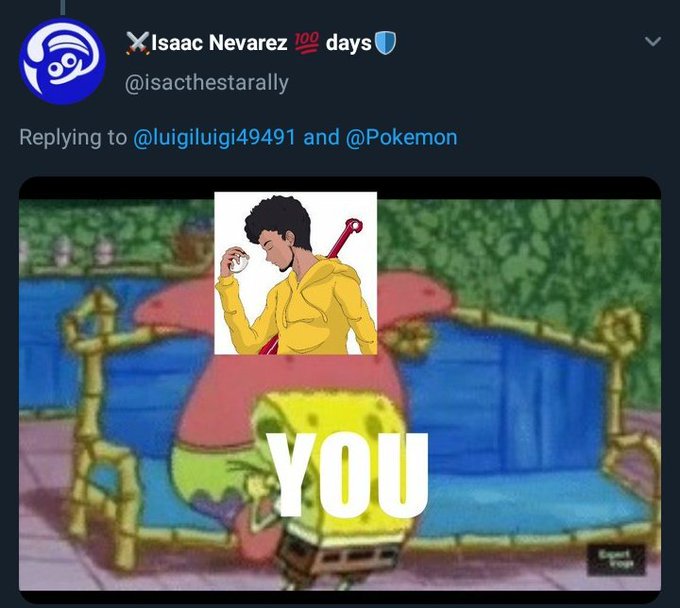 ⚔️Isaac Nevarez 💯 days🛡️
@isacthestarally
Replying to @luigiluigi49491 and @Pokemon
YOU